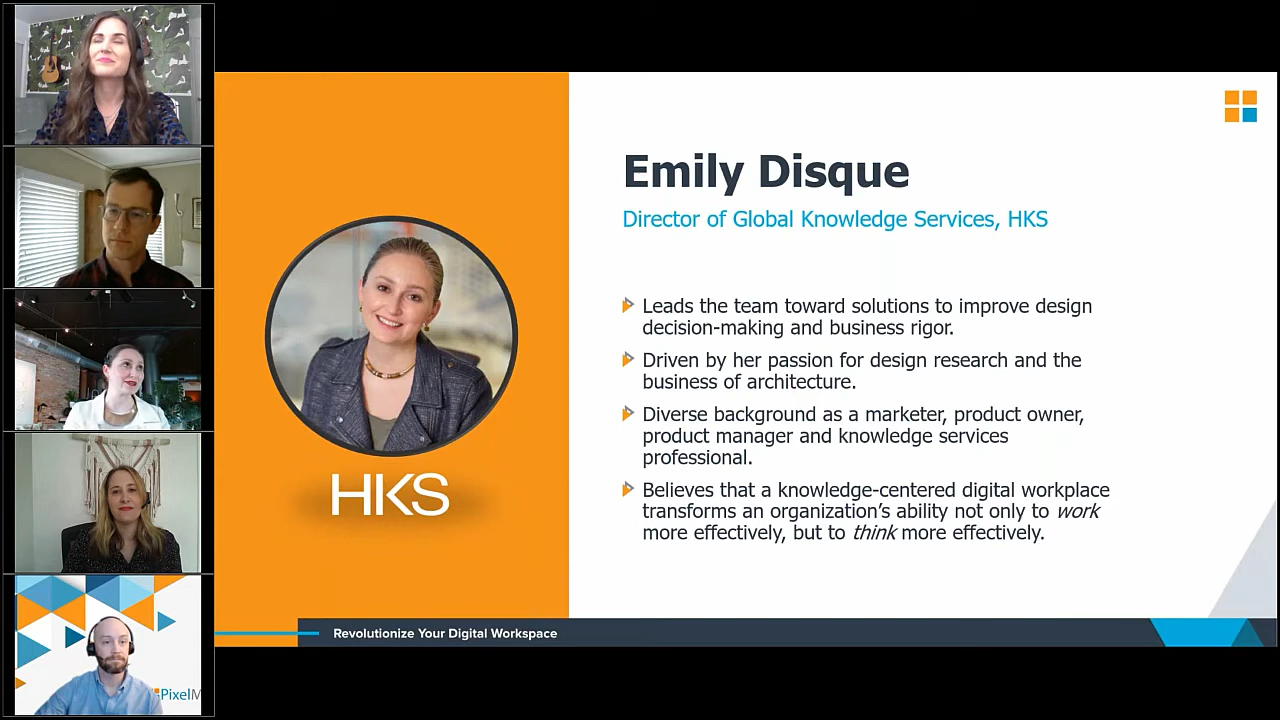 Emily Disque
Director of Global Knowledge Services, HKS
Leads the team toward solutions to improve design
decision-making and business rigor.
Driven by her passion for design research and the
business of architecture.
Diverse background as a marketer, product owner,
product manager and knowledge services
professional.
Believes that a knowledge-centered digital workplace
transforms an organization’s ability not only to work
more effectively, but to think more effectively.
HKS
Revolutionize Your Digital Workspace
PixelM